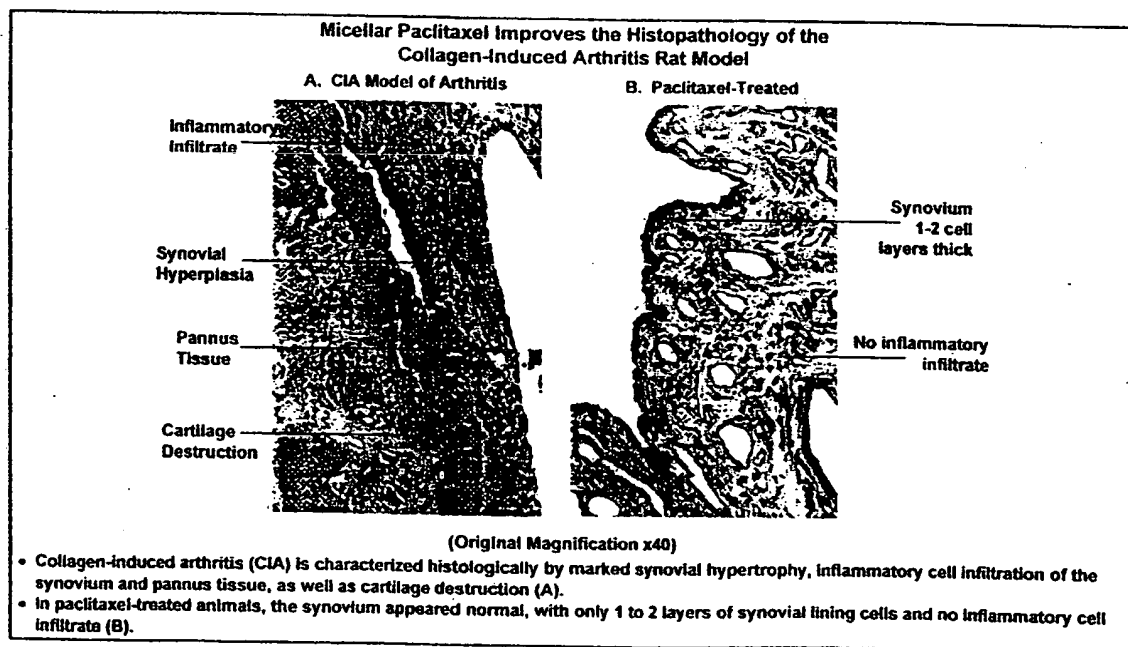 Micellar Paclitaxel Improves the Histopathology of the
Collagen-Induced Arthritis Rat Model
A. CIA Model of Arthritis
B. Paclitaxel-Treated
Inflammatory
Infiltrate
Synovial
Hyperplasia
Pannus
Tissue
Cartilage
Destruction
Synovium
1-2 cell
layers thick
No inflammatory
infiltrate
(Original Magnification x40)
• Collagen-induced arthritis (CIA) is characterized histologically by marked synovial hypertrophy, inflammatory cell infiltration of the
synovium and pannus tissue, as well as cartilage destruction (A).
• In paclitaxel-treated animals, the synovium appeared normal, with only 1 to 2 layers of synovial lining cells and no inflammatory cell
infiltrate (B).